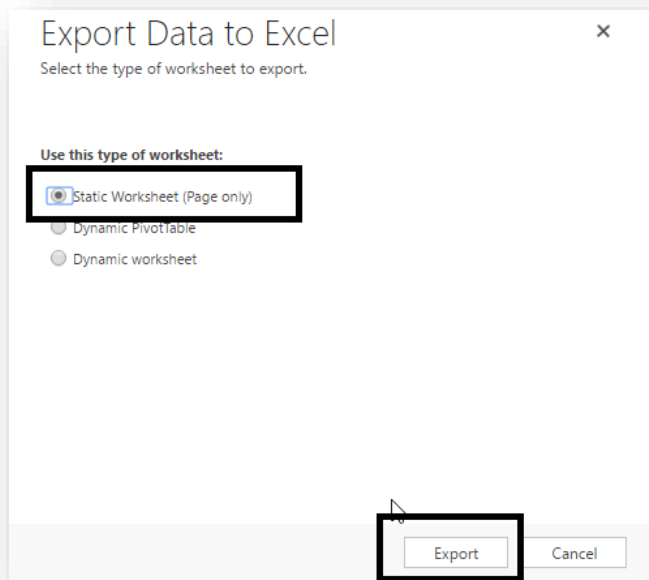 Export Data to Excel
Select the type of worksheet to export.
Use this type of worksheet:
Static Worksheet (Page only)
Dynamic PivotTable
Dynamic worksheet
Export Cancel